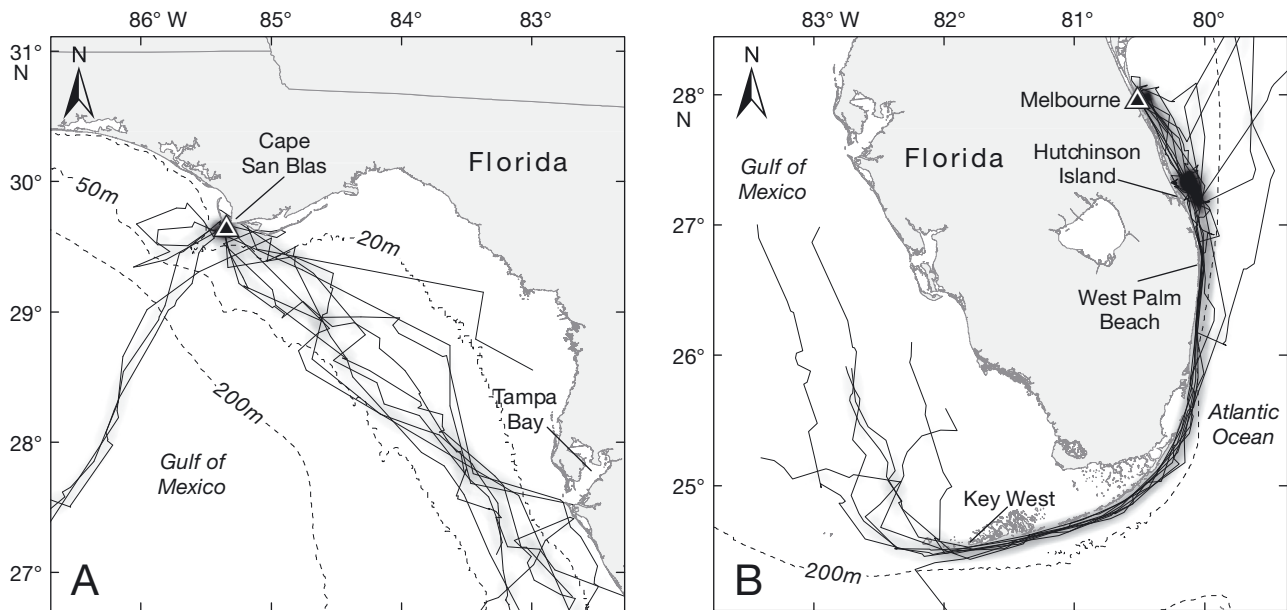 86° W
85°
84°
83°
31°
N
30°
29°
28°
27°
N
Cape
San Blas
Florida
50m
20m
200m
Tampa
Bay
Gulf of
Mexico
A
83° W
82°
81°
80°
28°
N
27°
26°
25°
N
Melbourne
Gulf of
Mexico
Florida
Hutchinson
Island
West Palm
Beach
Atlantic
Ocean
Key West
200m
B